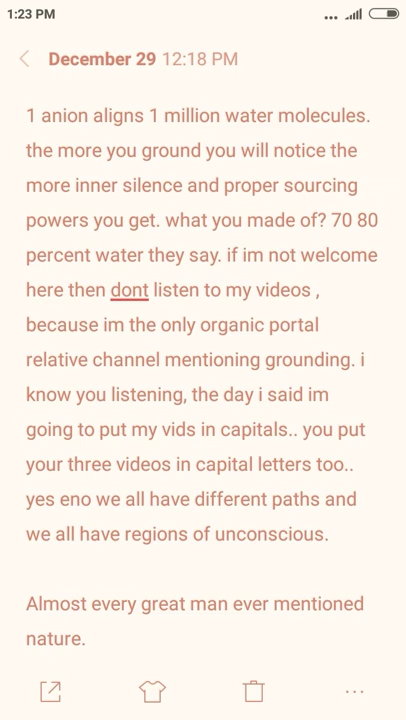 1:23 PM
December 29 12:18 PM
1 anion aligns 1 million water molecules.
the more you ground you will notice the
more inner silence and proper sourcing
powers you get. what you made of? 70 80
percent water they say. if im not welcome
here then dont listen to my videos ,
because im the only organic portal
relative channel mentioning grounding. i
know you listening, the day i said im
going to put my vids in capitals.. you put
your three videos in capital letters too..
yes eno we all have different paths and
we all have regions of unconscious.
Almost every great man ever mentioned
nature.